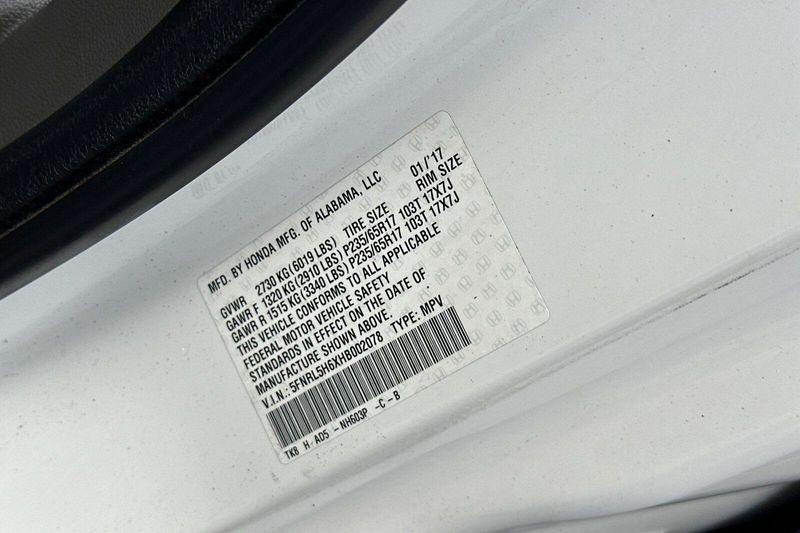 MFD. BY HONDA MFG. OF ALABAMA, LLC 01/'17
GVWR 2730 KG(6019 LBS) TIRE SIZE RIM SIZE
GAWR F 1320 KG(2910 LBS)P235/65R17 103T 17X7J
GAWR R 1515 KG(3340 LBS)P235/65R17 103T 17X7J
THIS VEHICLE CONFORMS TO ALL APPLICABLE
FEDERAL MOTOR VEHICLE SAFETY
STANDARDS IN EFFECT ON THE DATE OF
MANUFACTURE SHOWN ABOVE.
V.I.N.: 5FNRL5H6XHB002078 TYPE: MPV
TK8 H AD5 -NH603P -C-B